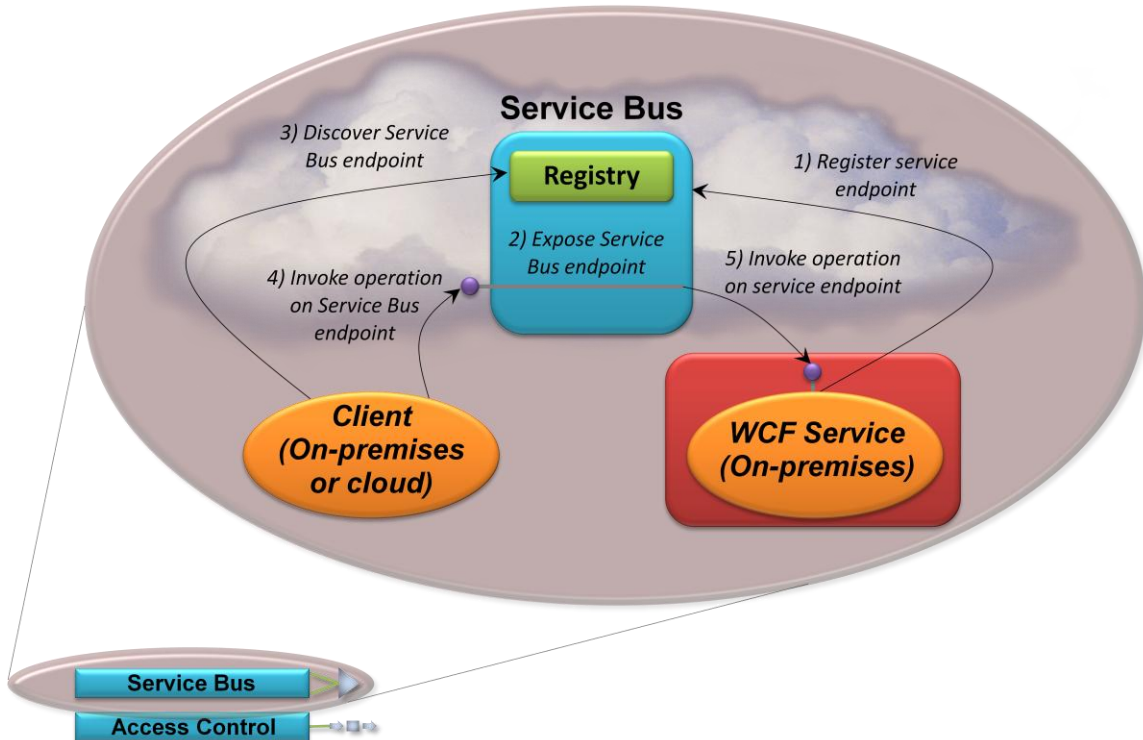 Service Bus
3) Discover Service
Bus endpoint
Registry
1) Register service
endpoint
2) Expose Service
Bus endpoint
4) Invoke operation
on Service Bus
endpoint
5) Invoke operation
on service endpoint
Client
(On-premises
or cloud)
WCF Service
(On-premises)
Service Bus
Access Control